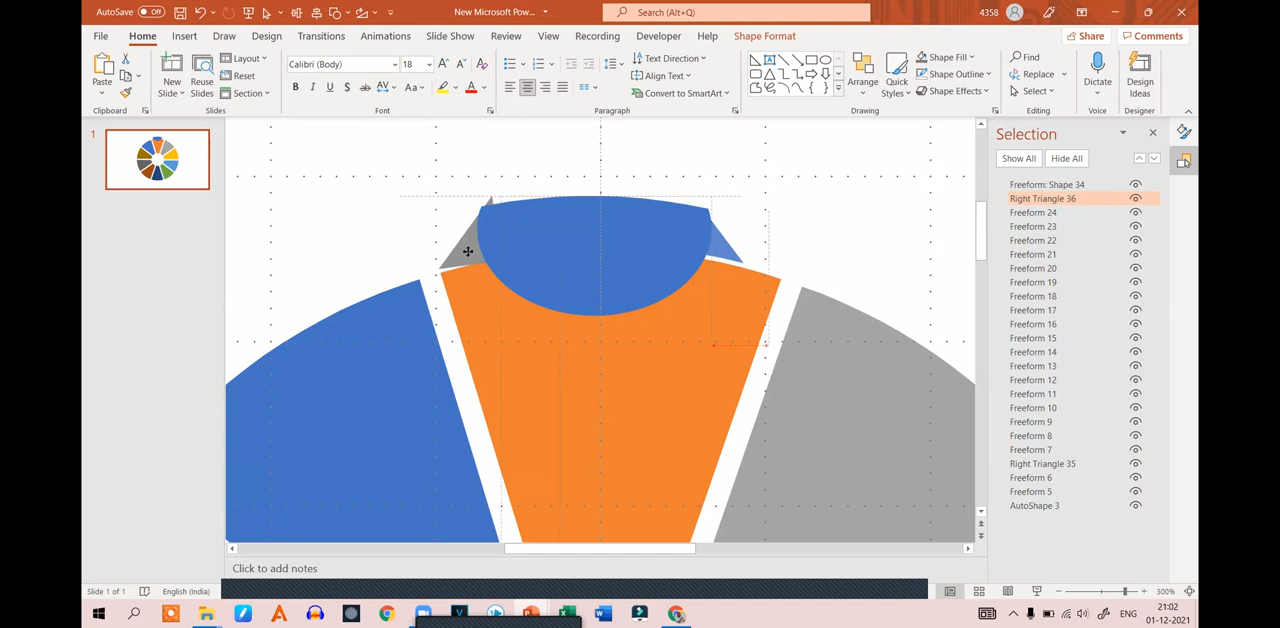 AutoSave Off New Microsoft Pow... Search (Alt+Q) 4358
File Home Insert Draw Design Transitions Animations Slide Show Review View Recording Developer Help Shape Format Share Comments
Paste New Slide Reuse Slides Layout Reset Section
Calibri (Body) 18
B I U S ab AV Aa A
Text Direction
Align Text
Convert to SmartArt
Arrange Quick Styles
Shape Fill
Shape Outline
Shape Effects
Find
Replace
Select
Dictate Design Ideas
Clipboard Slides Font Paragraph Drawing Editing Voice Designer
1
Selection
Show All Hide All
Freeform: Shape 34
Right Triangle 36
Freeform 24
Freeform 23
Freeform 22
Freeform 21
Freeform 20
Freeform 19
Freeform 18
Freeform 17
Freeform 16
Freeform 15
Freeform 14
Freeform 13
Freeform 12
Freeform 11
Freeform 10
Freeform 9
Freeform 8
Freeform 7
Right Triangle 35
Freeform 6
Freeform 5
AutoShape 3
Click to add notes
Slide 1 of 1 English (India) 300%
ENG 21:02
01-12-2021